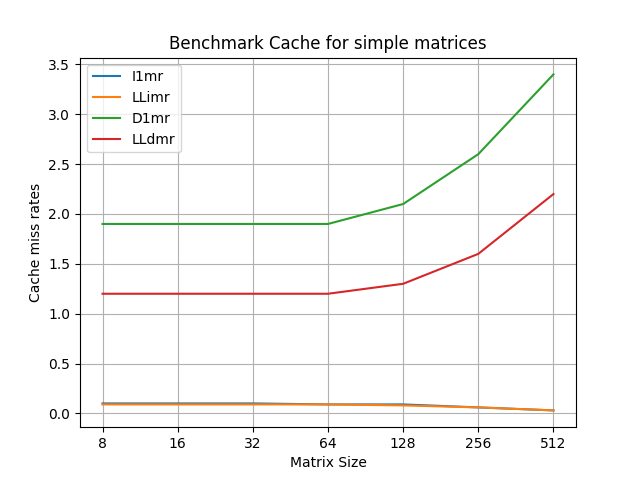 Benchmark Cache for simple matrices
I1mr
LLimr
D1mr
LLdmr
Cache miss rates
3.5
3.0
2.5
2.0
1.5
1.0
0.5
0.0
8 16 32 64 128 256 512
Matrix Size